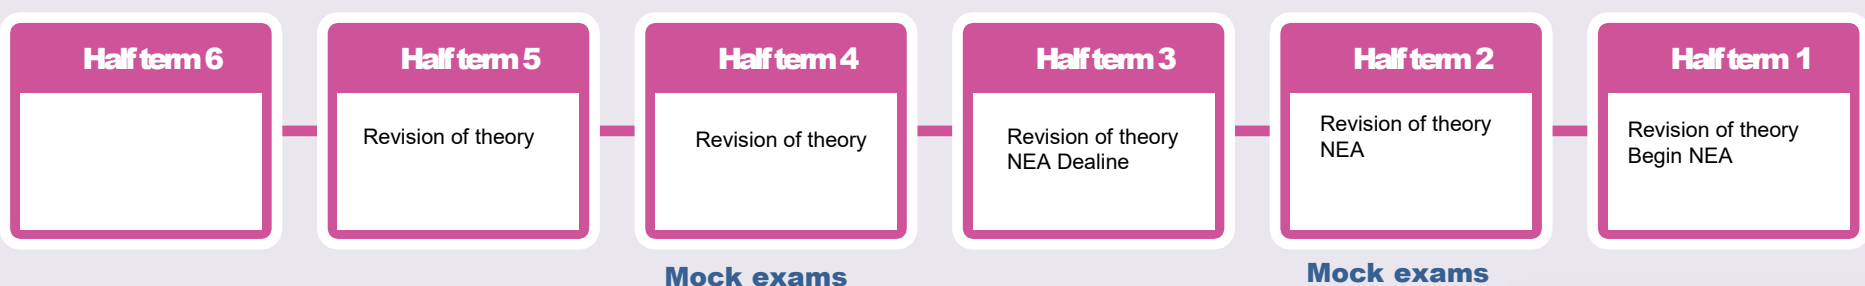 Half term 6
Half term 5
Revision of theory
Half term 4
Revision of theory
Half term 3
Revision of theory
NEA Dealine
Half term 2
Revision of theory
NEA
Half term 1
Revision of theory
Begin NEA
Mock exams
Mock exams